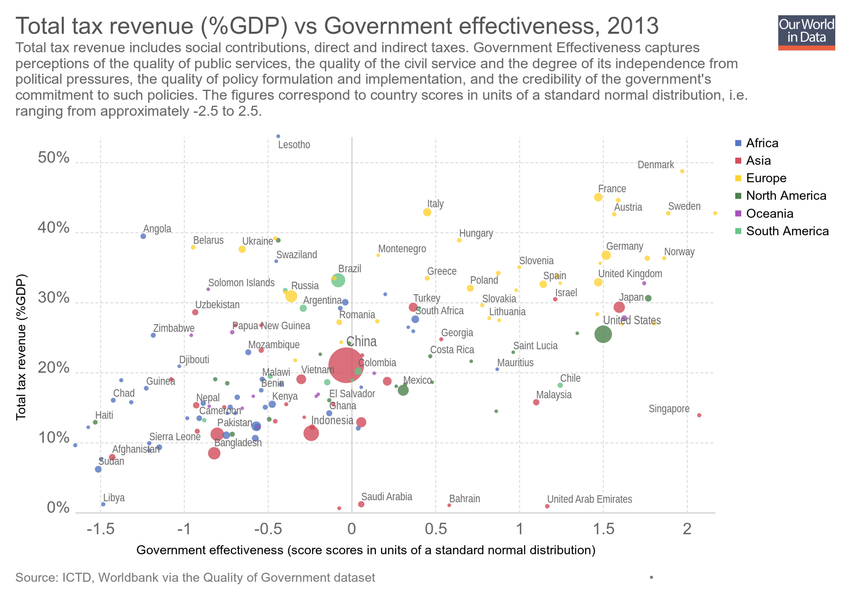 Total tax revenue (%GDP) vs Government effectiveness, 2013
Our World
in Data
Total tax revenue includes social contributions, direct and indirect taxes. Government Effectiveness captures
perceptions of the quality of public services, the quality of the civil service and the degree of its independence from
political pressures, the quality of policy formulation and implementation, and the credibility of the government's
commitment to such policies. The figures correspond to country scores in units of a standard normal distribution, i.e.
ranging from approximately -2.5 to 2.5.
Africa
Asia
Europe
North America
Oceania
South America
Total tax revenue (%GDP)
50%
40%
30%
20%
10%
0%
Lesotho
Denmark
France
Italy
Austria
Sweden
Angola
Belarus
Ukraine
Hungary
Montenegro
Germany
Norway
Swaziland
Slovenia
Brazil
Greece
Spain
United Kingdom
Solomon Islands
Russia
Poland
Argentina
Turkey
Slovakia
Israel
Japan
Uzbekistan
South Africa
Lithuania
Romania
United States
Zimbabwe
Papua New Guinea
Georgia
China
Mozambique
Costa Rica
Saint Lucia
Djibouti
Colombia
Mauritius
Malawi
Vietnam
Guinea
Benin
Mexico
Chile
Chad
Nepal
Kenya
El Salvador
Malaysia
Cameroon
Ghana
Singapore
Haiti
Pakistan
Indonesia
Sierra Leone
Bangladesh
Afghanistan
Sudan
Libya
Saudi Arabia
Bahrain
United Arab Emirates
-1.5
-1
-0.5
0
0.5
1
1.5
2
Government effectiveness (score scores in units of a standard normal distribution)
Source: ICTD, Worldbank via the Quality of Government dataset